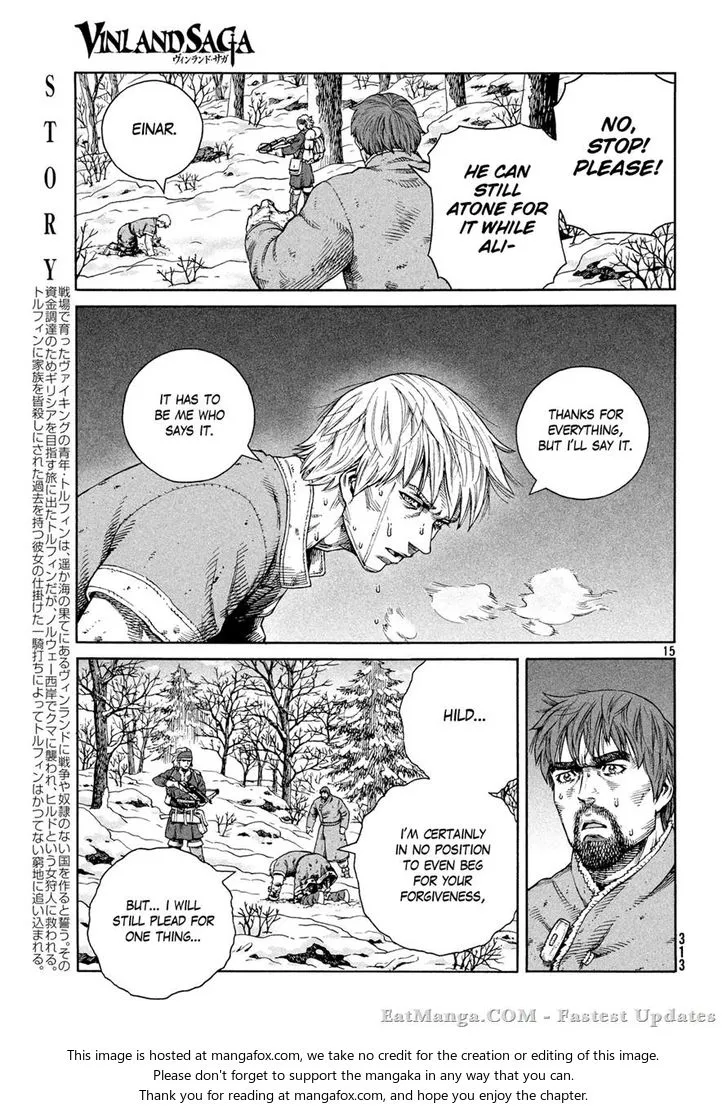 VINLAND SAGA
ヴィンランド・サガ
STORY
戦場で育ったヴァイキングの青年・トルフィンは、遥か海の果てにあるヴィンランドに戦争や奴隷のない国を作ると誓う。その
資金調達のためギリシアを目指す旅に出たトルフィンだが、ノルウェー西岸でクマに襲われ、ヒルドという女狩人に救われる。
トルフィンに家族を皆殺しにされた過去を持つ彼女の仕掛けた一騎打ちによってトルフィンはかつてない窮地に追い込まれる。
NO,
STOP!
PLEASE!
HE CAN
STILL
ATONE FOR
IT WHILE
ALI-
EINAR.
THANKS FOR
EVERYTHING,
BUT I'LL SAY IT.
IT HAS TO
BE ME WHO
SAYS IT.
15
HILD...
I'M CERTAINLY
IN NO POSITION
TO EVEN BEG
FOR YOUR
FORGIVENESS,
BUT... I WILL
STILL PLEAD FOR
ONE THING...
313
EatManga.COM - Fastest Updates
This image is hosted at mangafox.com, we take no credit for the creation or editing of this image.
Please don't forget to support the mangaka in any way that you can.
Thank you for reading at mangafox.com, and hope you enjoy the chapter.